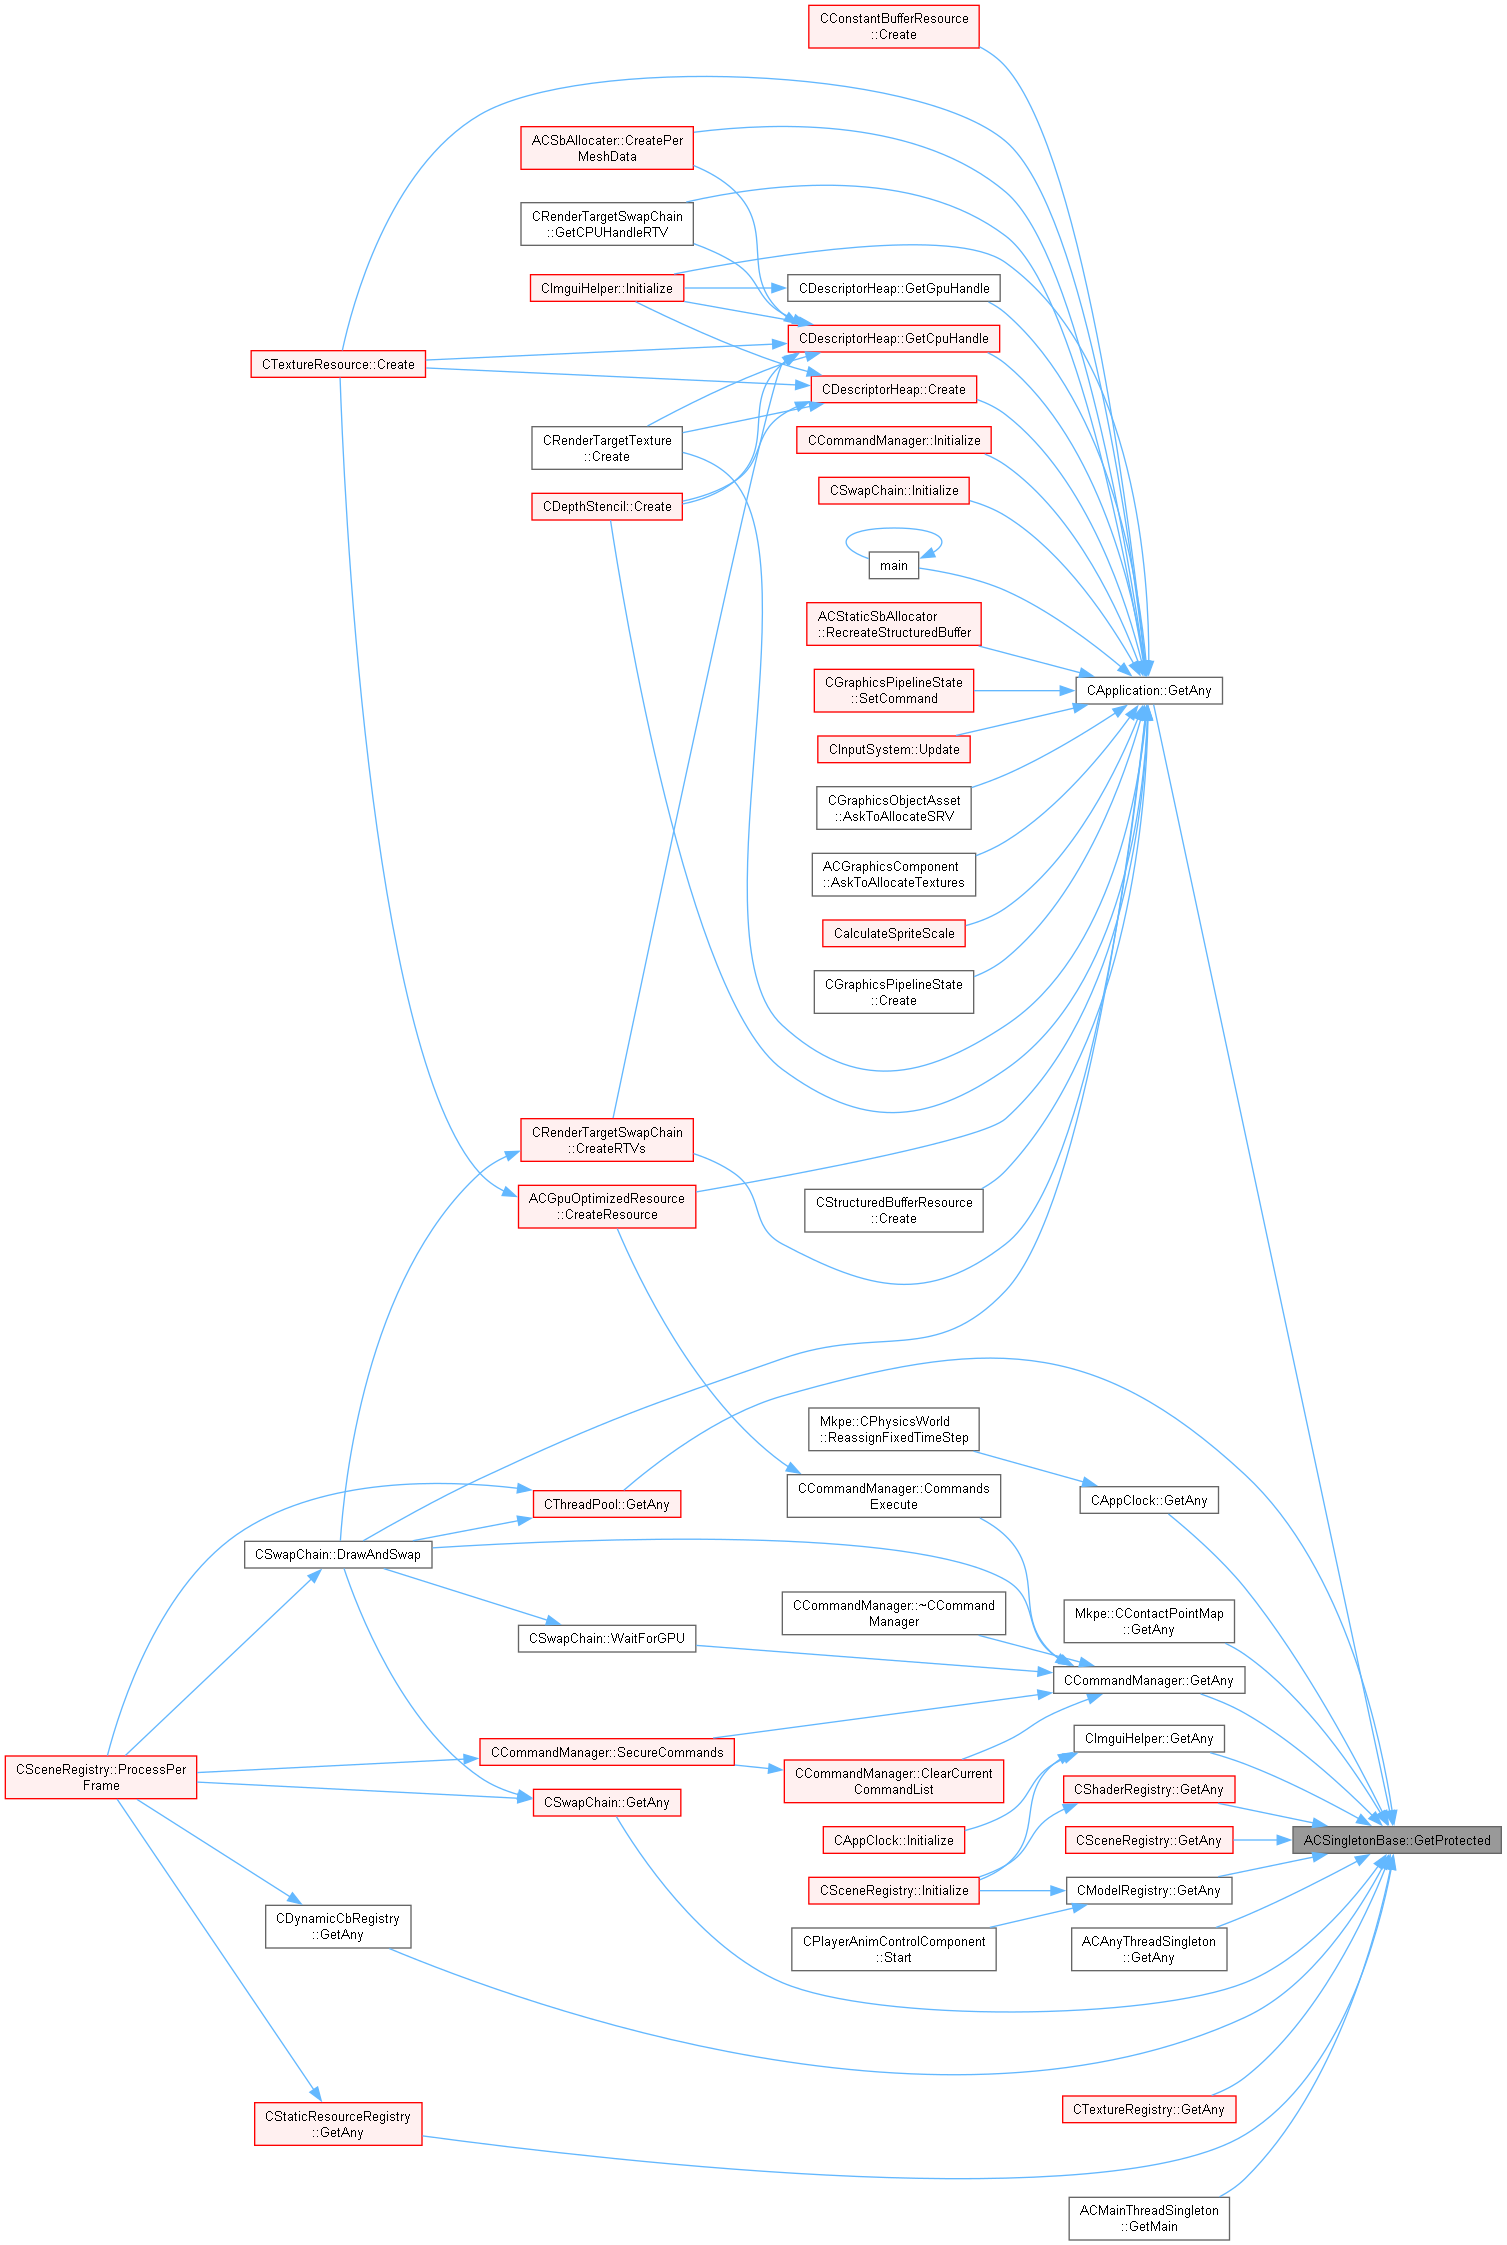 CConstantBufferResource
::Create
ACSbAllocater::CreatePer
MeshData
CRenderTargetSwapChain
::GetCPUHandleRTV
CImguiHelper::Initialize
CDescriptorHeap::GetGpuHandle
CDescriptorHeap::GetCpuHandle
CTextureResource::Create
CDescriptorHeap::Create
CRenderTargetTexture
::Create
CCommandManager::Initialize
CSwapChain::Initialize
CDepthStencil::Create
main
ACStaticSbAllocator
::RecreateStructuredBuffer
CGraphicsPipelineState
::SetCommand
CApplication::GetAny
CInputSystem::Update
CGraphicsObjectAsset
::AskToAllocateSRV
ACGraphicsComponent
::AskToAllocateTextures
CalculateSpriteScale
CGraphicsPipelineState
::Create
CRenderTargetSwapChain
::CreateRTVs
ACGpuOptimizedResource
::CreateResource
CStructuredBufferResource
::Create
Mkpe::CPhysicsWorld
::ReassignFixedTimeStep
CThreadPool::GetAny
CCommandManager::Commands
Execute
CAppClock::GetAny
CSwapChain::DrawAndSwap
CCommandManager::~CCommand
Manager
Mkpe::CContactPointMap
::GetAny
CSwapChain::WaitForGPU
CCommandManager::GetAny
CImguiHelper::GetAny
CCommandManager::SecureCommands
CSceneRegistry::ProcessPer
Frame
CCommandManager::ClearCurrent
CommandList
CShaderRegistry::GetAny
CSwapChain::GetAny
CAppClock::Initialize
CSceneRegistry::GetAny
ACSingletonBase::GetProtected
CSceneRegistry::Initialize
CModelRegistry::GetAny
CDynamicCbRegistry
::GetAny
CPlayerAnimControlComponent
::Start
ACAnyThreadSingleton
::GetAny
CStaticResourceRegistry
::GetAny
CTextureRegistry::GetAny
ACMainThreadSingleton
::GetMain